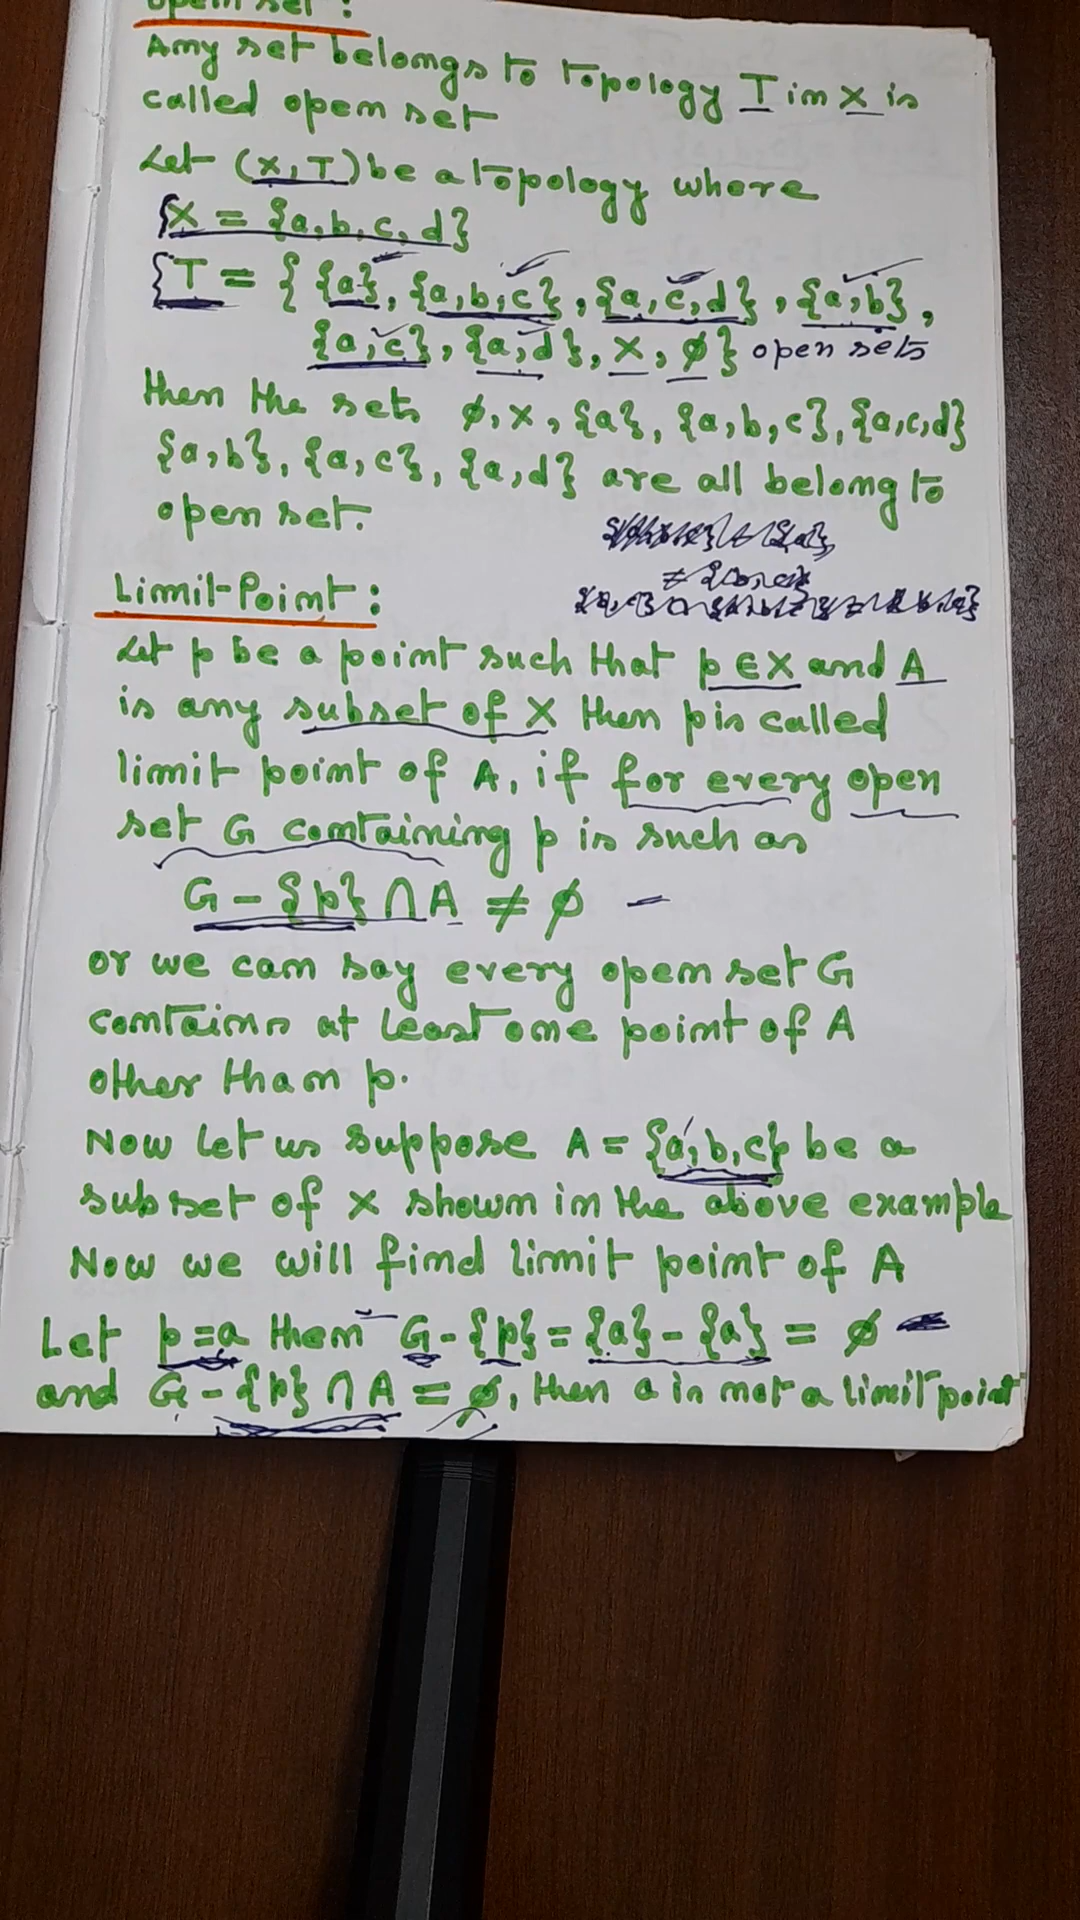 open set :
Any set belongs to topology T in X is
called open set
Let (X,T) be a topology where
X = {a,b,c,d}
T = { {a}, {a,b,c}, {a,c,d}, {a,b},
{a,c}, {a,d}, X, φ} open sets
then the sets φ, X, {a}, {a,b,c}, {a,c,d}
{a,b}, {a,c}, {a,d} are all belong to
open set.
Limit-Point :
Let p be a point such that p ∈ X and A
is any subset of X then p is called
limit point of A, if for every open
set G containing p is such as
G - {p} ∩ A ≠ φ
or we can say every open set G
contains at least one point of A
other than p.
Now let us suppose A = {a,b,c} be a
subset of X shown in the above example
Now we will find limit point of A
Let p=a then G-{p} = {a} - {a} = φ
and G-{p} ∩ A = φ, then a is not a limit point